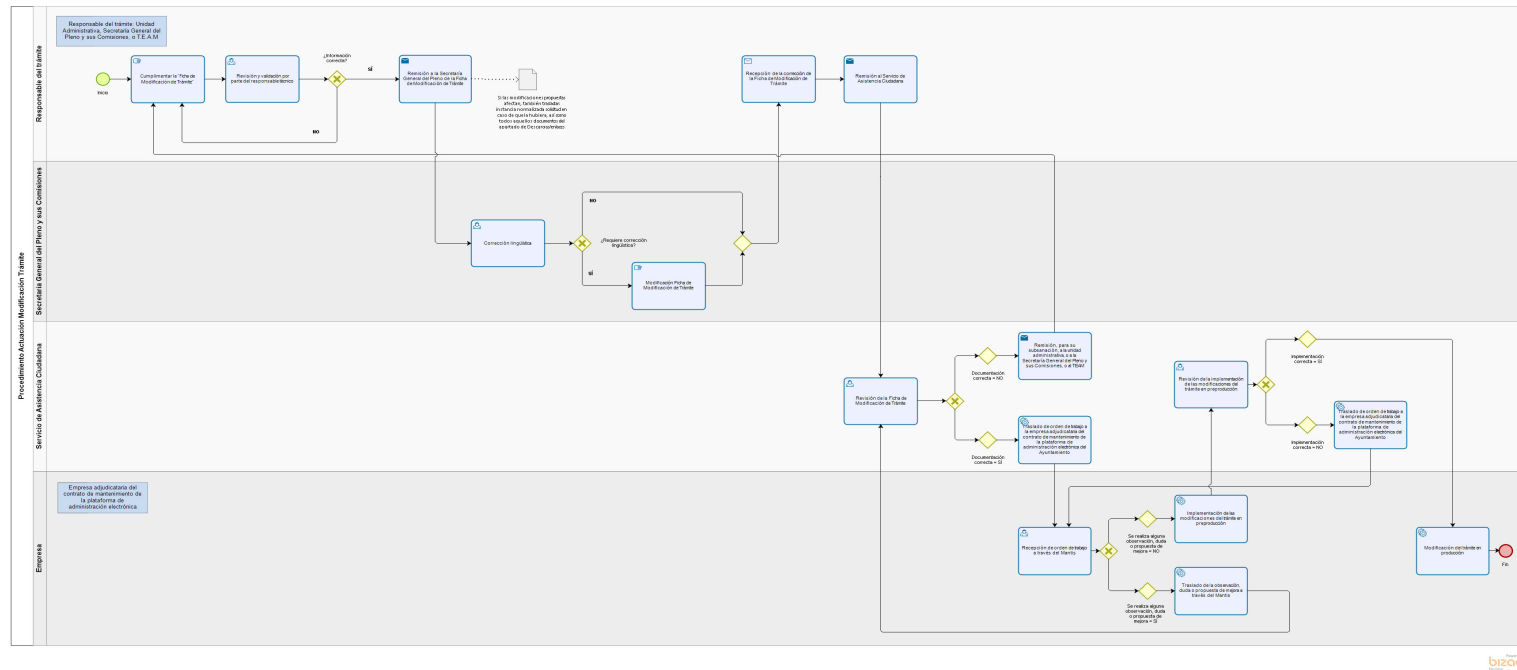 Procedimiento Actuación Modificación Trámite
Responsable del trámite
Responsable del trámite: Unidad
Administrativa, Secretaría General del
Pleno y sus Comisiones, o T.E.A.M
Inicio
Cumplimentar la "Ficha de
Modificación de Trámite"
Revisión y validación por
parte del responsable técnico
¿Información
correcta?
SÍ
NO
Remisión a la Secretaría
General del Pleno de la Ficha
de Modificación de Trámite
Si las modificaciones propuestas
afectan, también trasladar
instancia normalizada solicitud en
caso de que la hubiera, así como
todos aquellos documentos del
apartado de Descargas/enlaces
Recepción de la corrección de
la Ficha de Modificación de
Trámite
Remisión al Servicio de
Asistencia Ciudadana
Secretaría General del Pleno y sus Comisiones
Corrección lingüística
¿Requiere corrección
lingüística?
NO
SÍ
Modificación Ficha de
Modificación de Trámite
Servicio de Asistencia Ciudadana
Revisión de la Ficha de
Modificación de Trámite
Documentación
correcta = NO
Remisión, para su
subsanación, a la unidad
administrativa, o a la
Secretaría General del Pleno y
sus Comisiones, o al TEAM
Documentación
correcta = SÍ
Traslado de orden de trabajo a
la empresa adjudicataria del
contrato de mantenimiento de
la plataforma de
administración electrónica del
Ayuntamiento
Revisión de la implementación
de las modificaciones del
trámite en preproducción
Implementación
correcta = SÍ
Implementación
correcta = NO
Traslado de orden de trabajo a
la empresa adjudicataria del
contrato de mantenimiento de
la plataforma de
administración electrónica del
Ayuntamiento
Empresa
Empresa adjudicataria del
contrato de mantenimiento de
la plataforma de
administración electrónica
Recepción de orden de trabajo
a través del Mantis
Se realiza alguna
observación, duda
o propuesta de
mejora = NO
Implementación de las
modificaciones del trámite en
preproducción
Se realiza alguna
observación, duda
o propuesta de
mejora = SÍ
Traslado de la observación,
duda o propuesta de mejora a
través del Mantis
Modificación del trámite en
producción
Fin